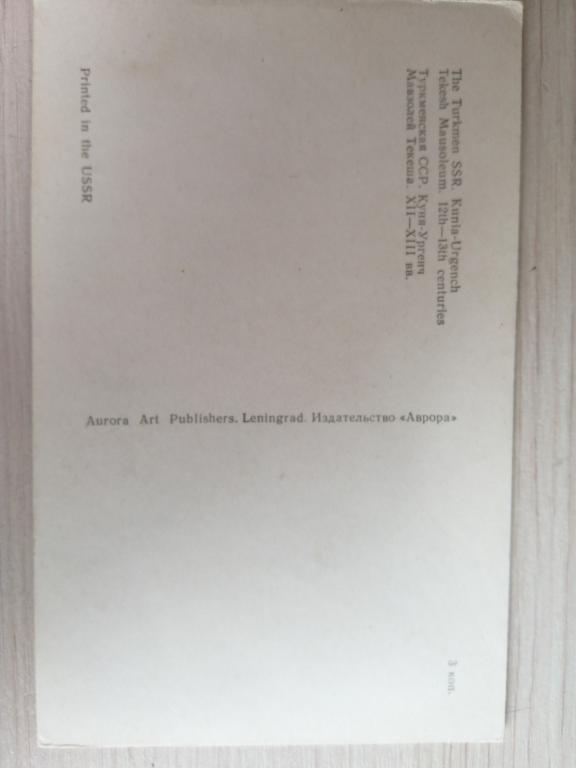 The Turkmen SSR. Kunia-Urgench
Tekesh Mausoleum. 12th—13th centuries
Туркменская ССР. Куня-Ургенч
Мавзолей Текеша. XII—XIII вв.
Printed in the USSR
Aurora Art Publishers. Leningrad. Издательство «Аврора»
3 коп.